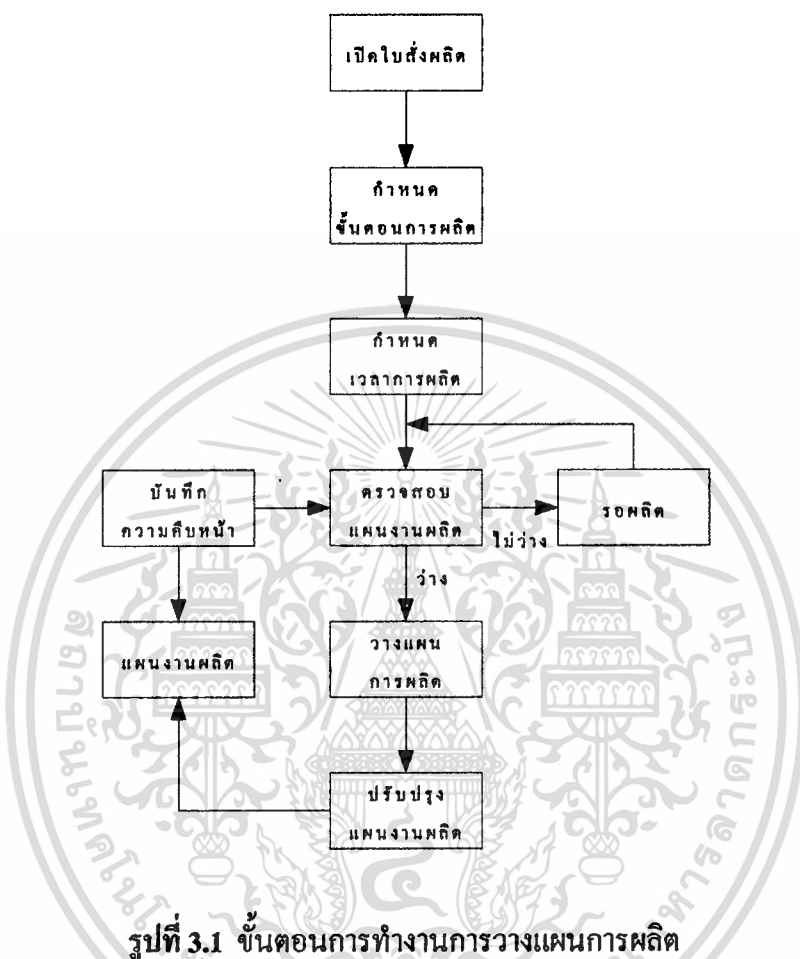 เปิดใบสั่งผลิต
กำหนด
ขั้นตอนการผลิต
กำหนด
เวลาการผลิต
บันทึก
ความคืบหน้า
ตรวจสอบ
แผนงานผลิต
ไม่ว่าง
รอผลิต
ว่าง
แผนงานผลิต
วางแผน
การผลิต
ปรับปรุง
แผนงานผลิต
รูปที่ 3.1 ขั้นตอนการทำงานการวางแผนการผลิต